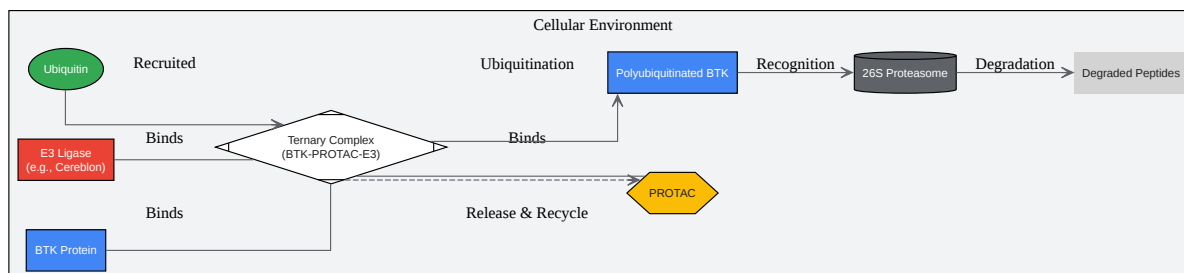 Cellular Environment
Recruited
Ubiquitination
Ubiquitin
Polyubiquitinated BTK
Recognition
26S Proteasome
Degradation
Degraded Peptides
Binds
Ternary Complex
(BTK-PROTAC-E3)
Binds
E3 Ligase
(e.g., Cereblon)
PROTAC
Binds
Release & Recycle
BTK Protein